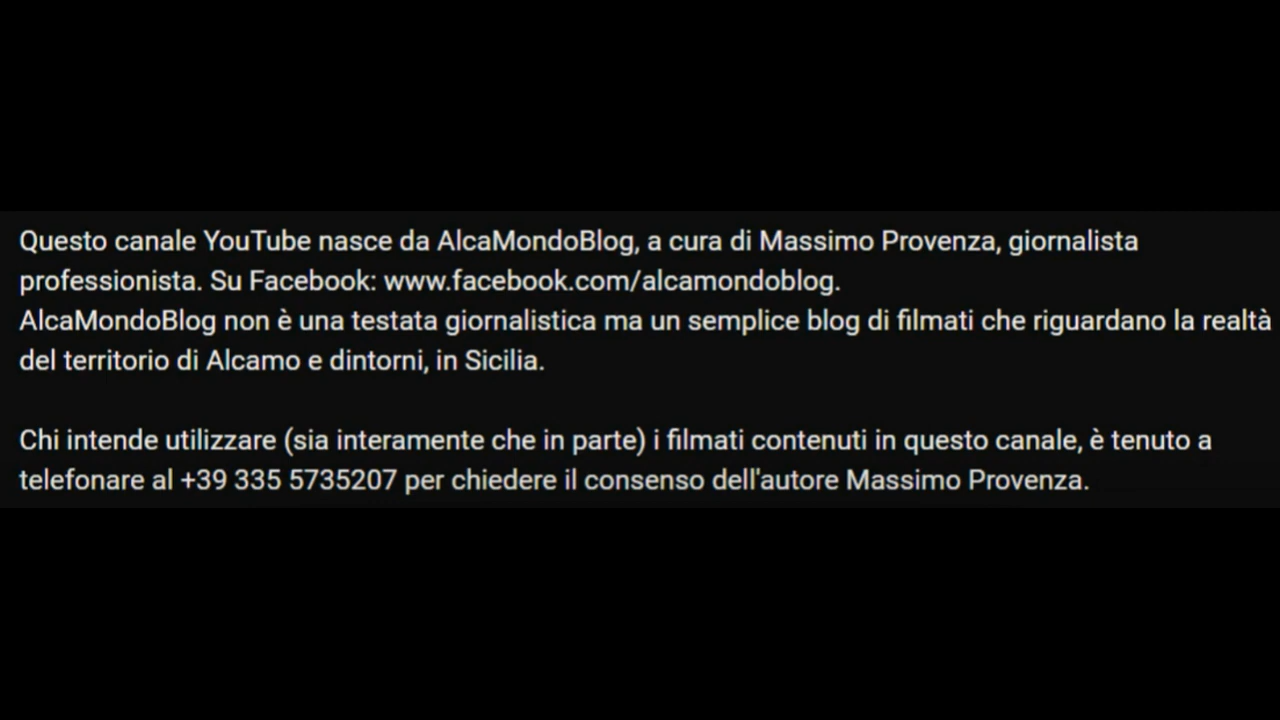 Questo canale YouTube nasce da AlcaMondoBlog, a cura di Massimo Provenza, giornalista
professionista. Su Facebook: www.facebook.com/alcamondoblog.
AlcaMondoBlog non è una testata giornalistica ma un semplice blog di filmati che riguardano la realtà
del territorio di Alcamo e dintorni, in Sicilia.
Chi intende utilizzare (sia interamente che in parte) i filmati contenuti in questo canale, è tenuto a
telefonare al +39 335 5735207 per chiedere il consenso dell'autore Massimo Provenza.